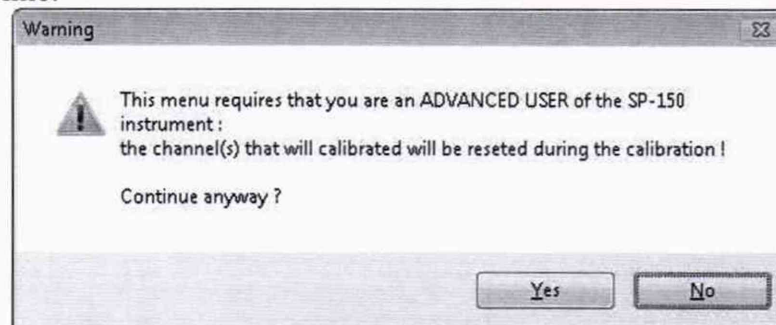 Warning
This menu requires that you are an ADVANCED USER of the SP-150
instrument :
the channel(s) that will calibrated will be reseted during the calibration !
Continue anyway ?
Yes
No